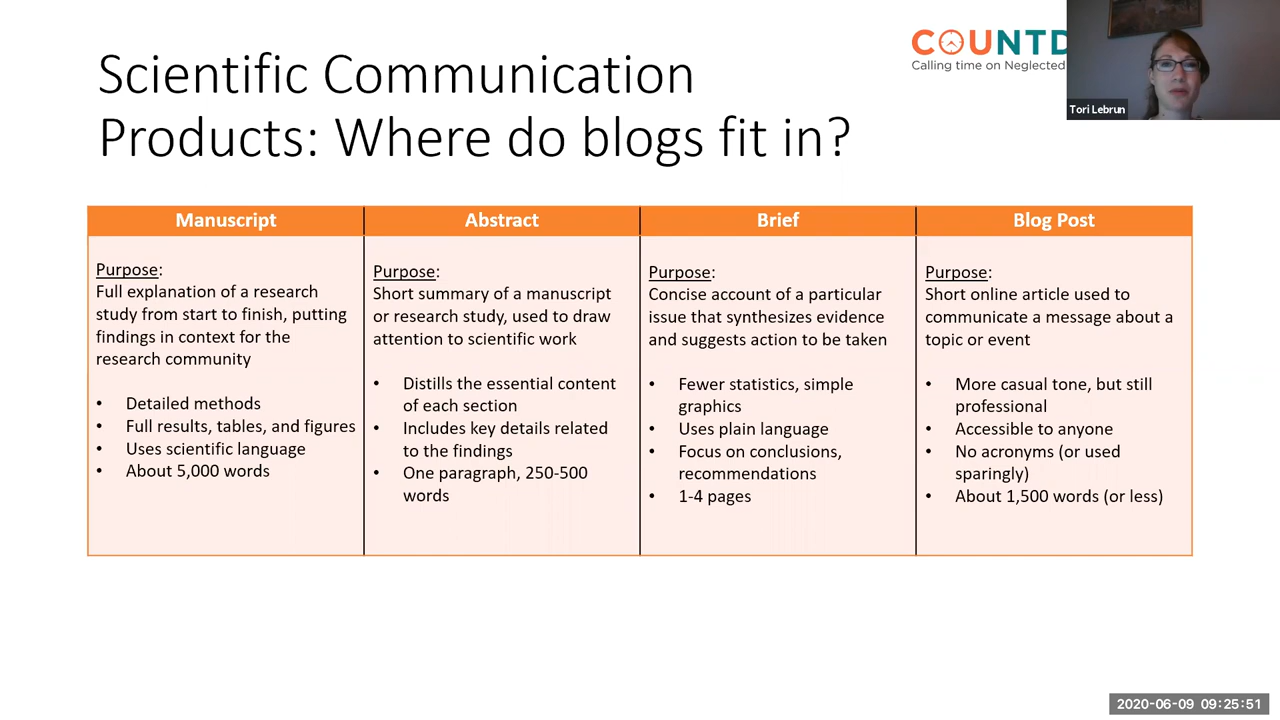 Scientific Communication
Products: Where do blogs fit in?
COUNTD
Calling time on Neglected
Tori Lebrun
Manuscript
Purpose:
Full explanation of a research
study from start to finish, putting
findings in context for the
research community
• Detailed methods
• Full results, tables, and figures
• Uses scientific language
• About 5,000 words
Abstract
Purpose:
Short summary of a manuscript
or research study, used to draw
attention to scientific work
• Distills the essential content
of each section
• Includes key details related
to the findings
• One paragraph, 250-500
words
Brief
Purpose:
Concise account of a particular
issue that synthesizes evidence
and suggests action to be taken
• Fewer statistics, simple
graphics
• Uses plain language
• Focus on conclusions,
recommendations
• 1-4 pages
Blog Post
Purpose:
Short online article used to
communicate a message about a
topic or event
• More casual tone, but still
professional
• Accessible to anyone
• No acronyms (or used
sparingly)
• About 1,500 words (or less)
2020-06-09 09:25:51